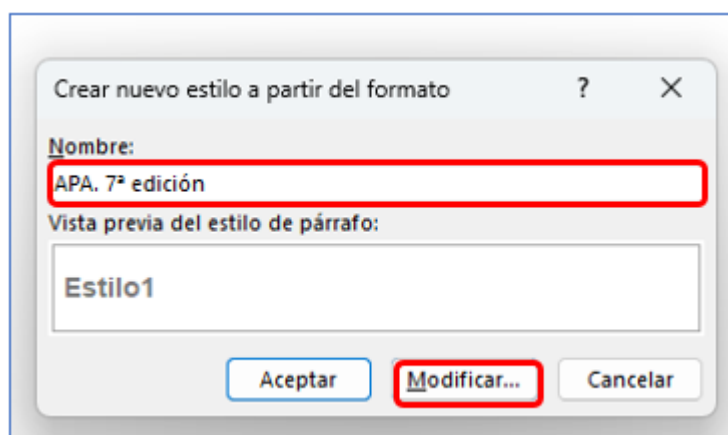 Crear nuevo estilo a partir del formato ? ×
Nombre:
APA. 7ª edición
Vista previa del estilo de párrafo:
Estilo1
Aceptar Modificar... Cancelar